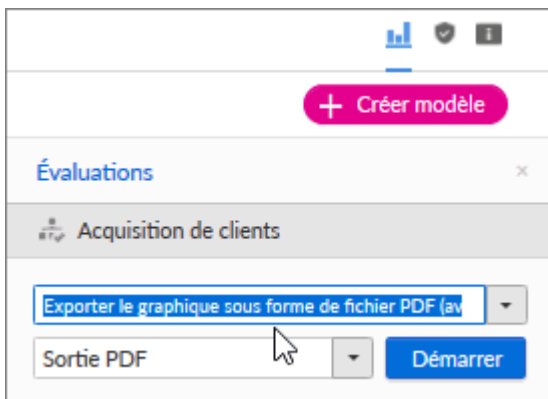 Créer modèle
Évaluations
Acquisition de clients
Exporter le graphique sous forme de fichier PDF (av
Sortie PDF
Démarrer